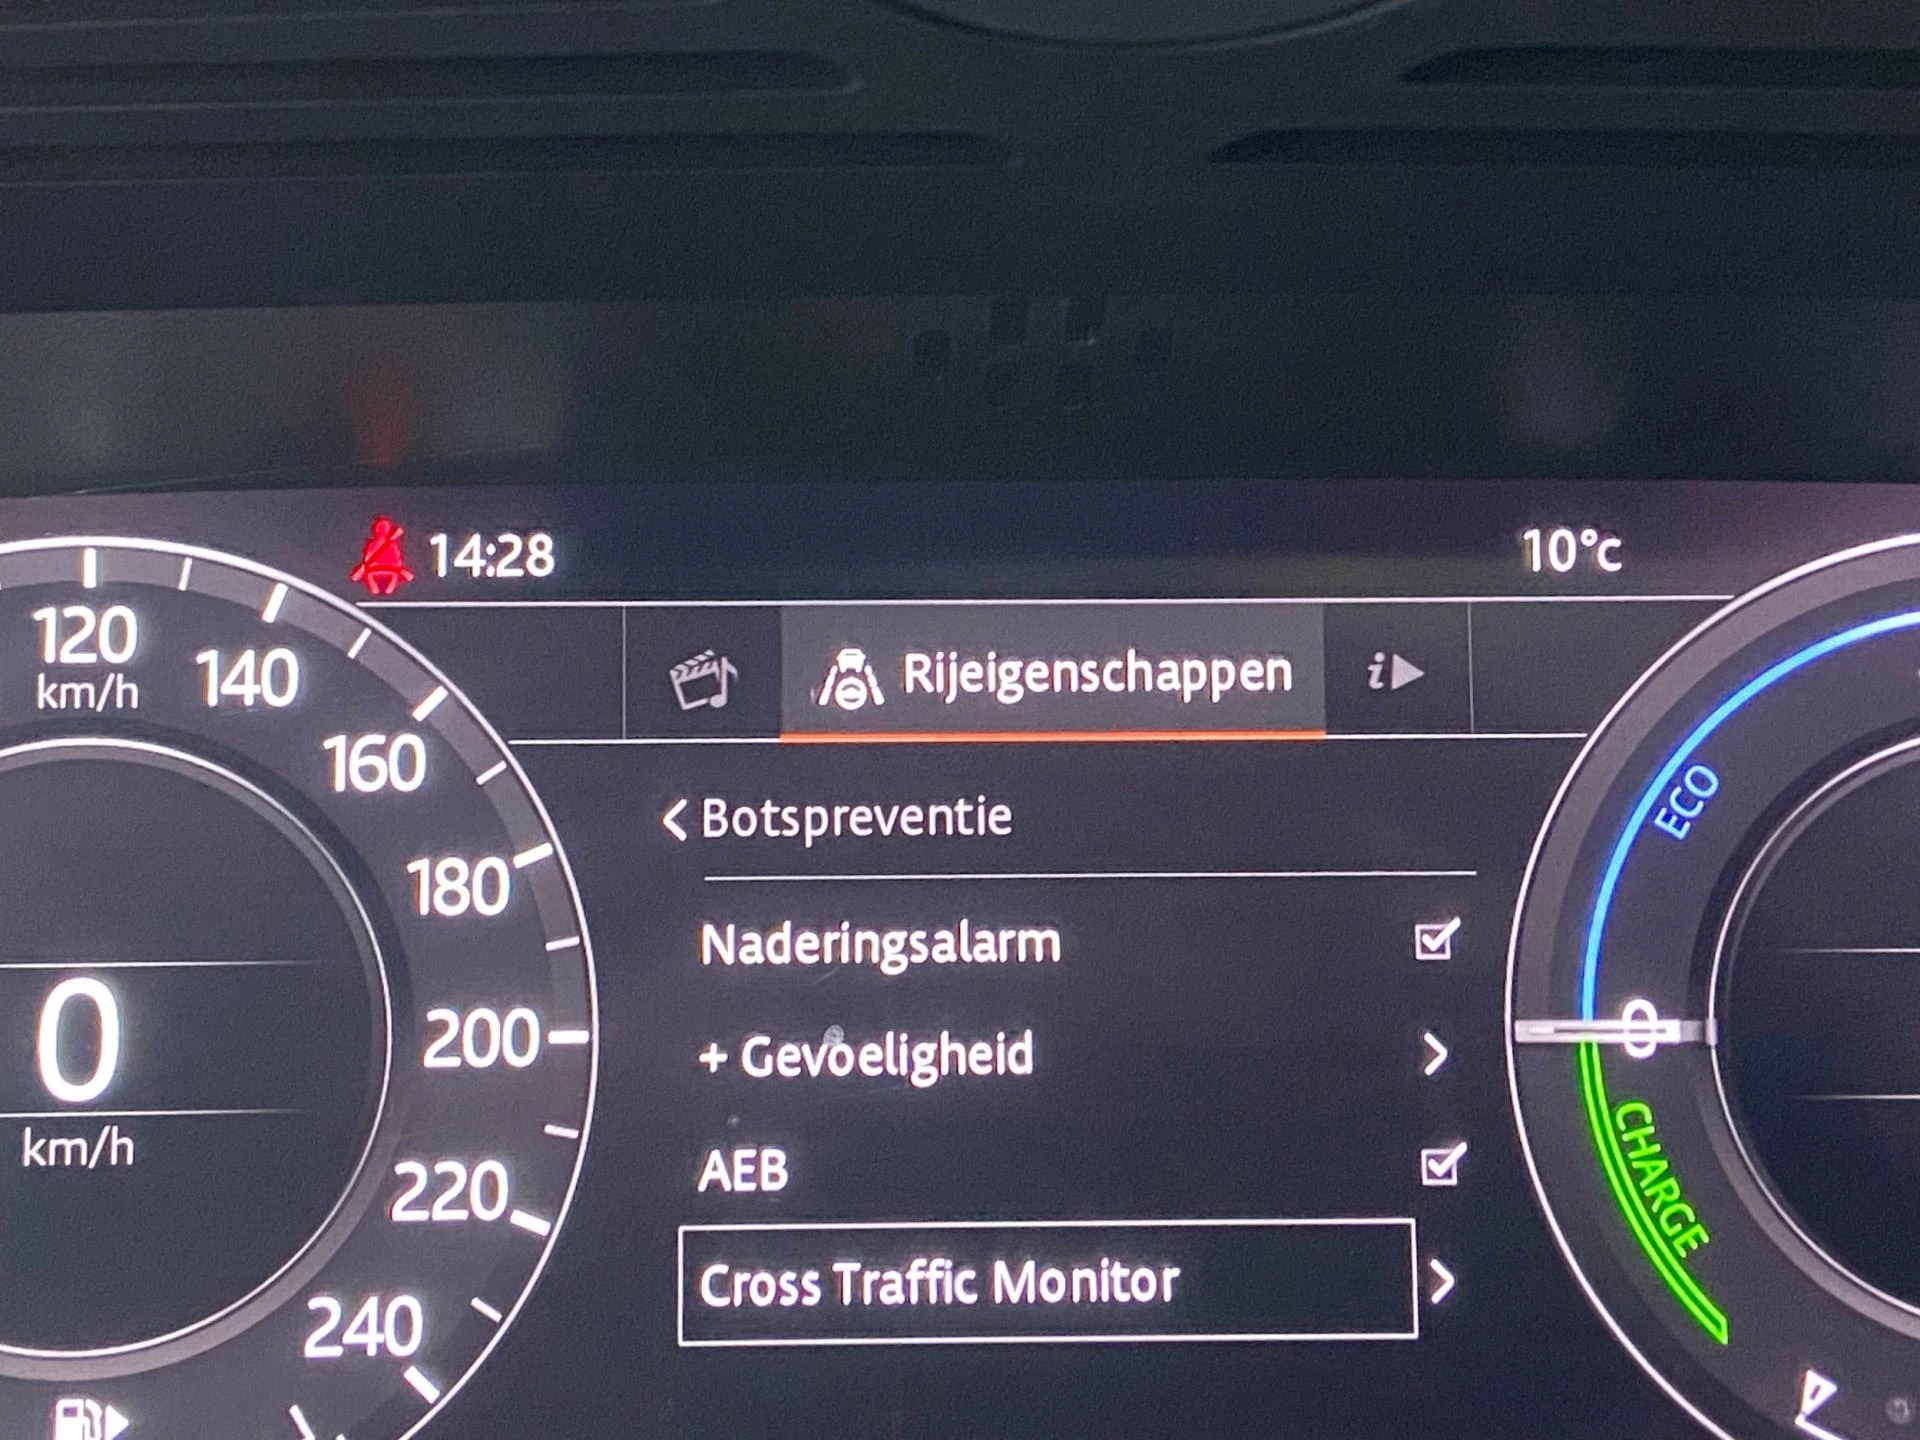 14:28
10°c
Rijeigenschappen
i
Botspreventie
Naderingsalarm
+ Gevoeligheid
AEB
Cross Traffic Monitor
120
km/h
140
160
180
200
220
240
0
km/h
ECO
0
CHARGE